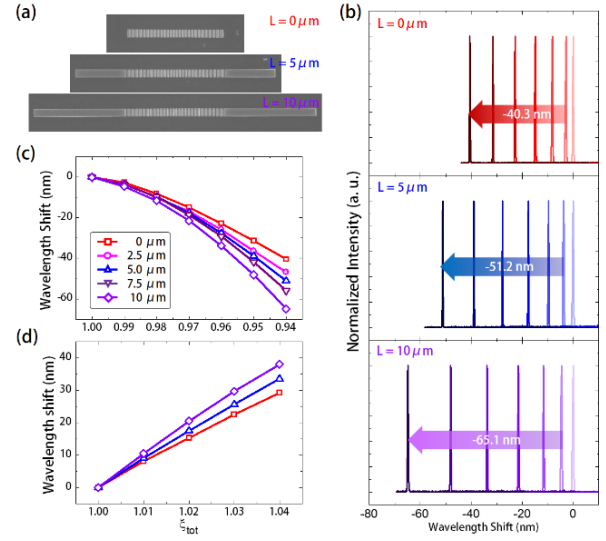 (a)
L = 0 μm
L = 5 μm
L = 10 μm
(b)
L = 0 μm
-40.3 nm
L = 5 μm
-51.2 nm
L = 10 μm
-65.1 nm
Normalized Intensity (a. u.)
-80 -60 -40 -20 0
Wavelength Shift (nm)
(c)
Wavelength Shift (nm)
0
-20
-40
-60
0 μm
2.5 μm
5.0 μm
7.5 μm
10 μm
1.00 0.99 0.98 0.97 0.96 0.95 0.94
(d)
Wavelength shift (nm)
40
30
20
10
0
1.00 1.01 1.02 1.03 1.04
ξtot